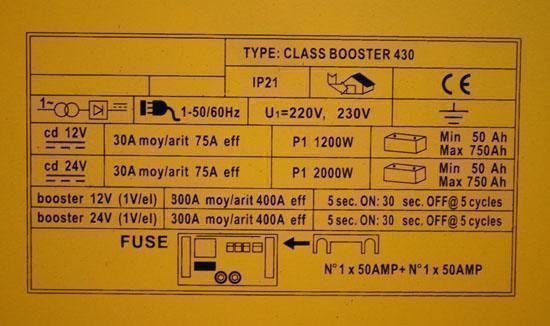 TYPE: CLASS BOOSTER 430
IP21 CE
1~ 1-50/60Hz U1=220V, 230V
cd 12V 30A moy/arit 75A eff P1 1200W Min 50 Ah
Max 750Ah
cd 24V 30A moy/arit 75A eff P1 2000W Min 50 Ah
Max 750 Ah
booster 12V (1V/el) 300A moy/arit 400A eff 5 sec. ON: 30 sec. OFF@ 5 cycles
booster 24V (1V/el) 300A moy/arit 400A eff 5 sec. ON: 30 sec. OFF@ 5 cycles
FUSE
N°1 x 50AMP+ N°1 x 50AMP